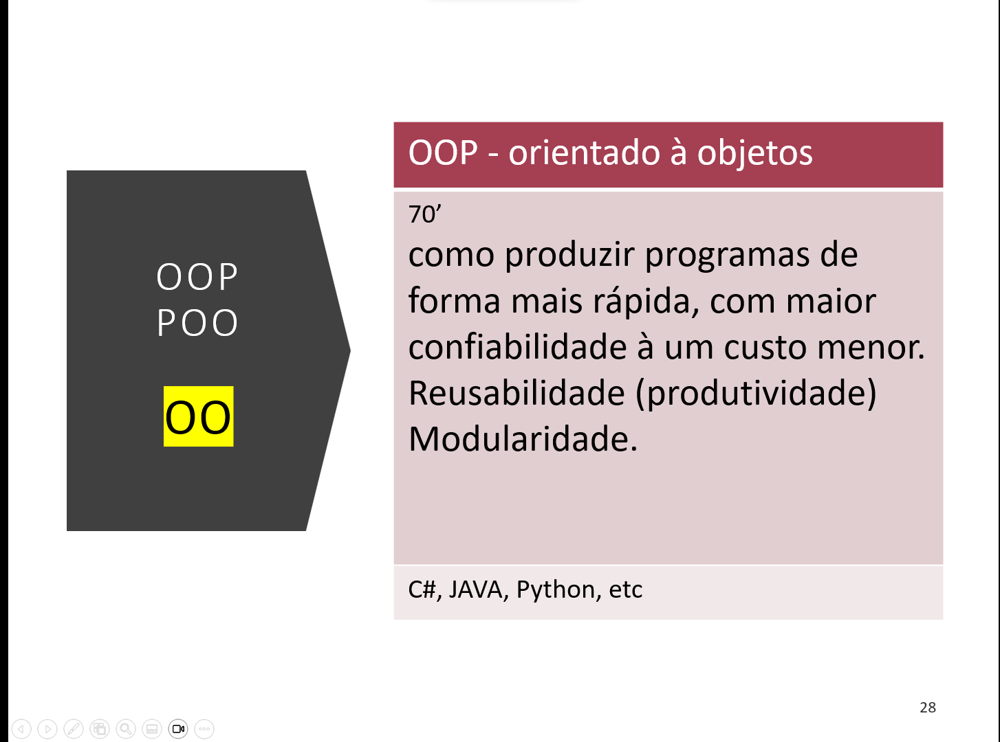 OOP
POO
OO
OOP - orientado à objetos
70’
como produzir programas de
forma mais rápida, com maior
confiabilidade à um custo menor.
Reusabilidade (produtividade)
Modularidade.
C#, JAVA, Python, etc
28